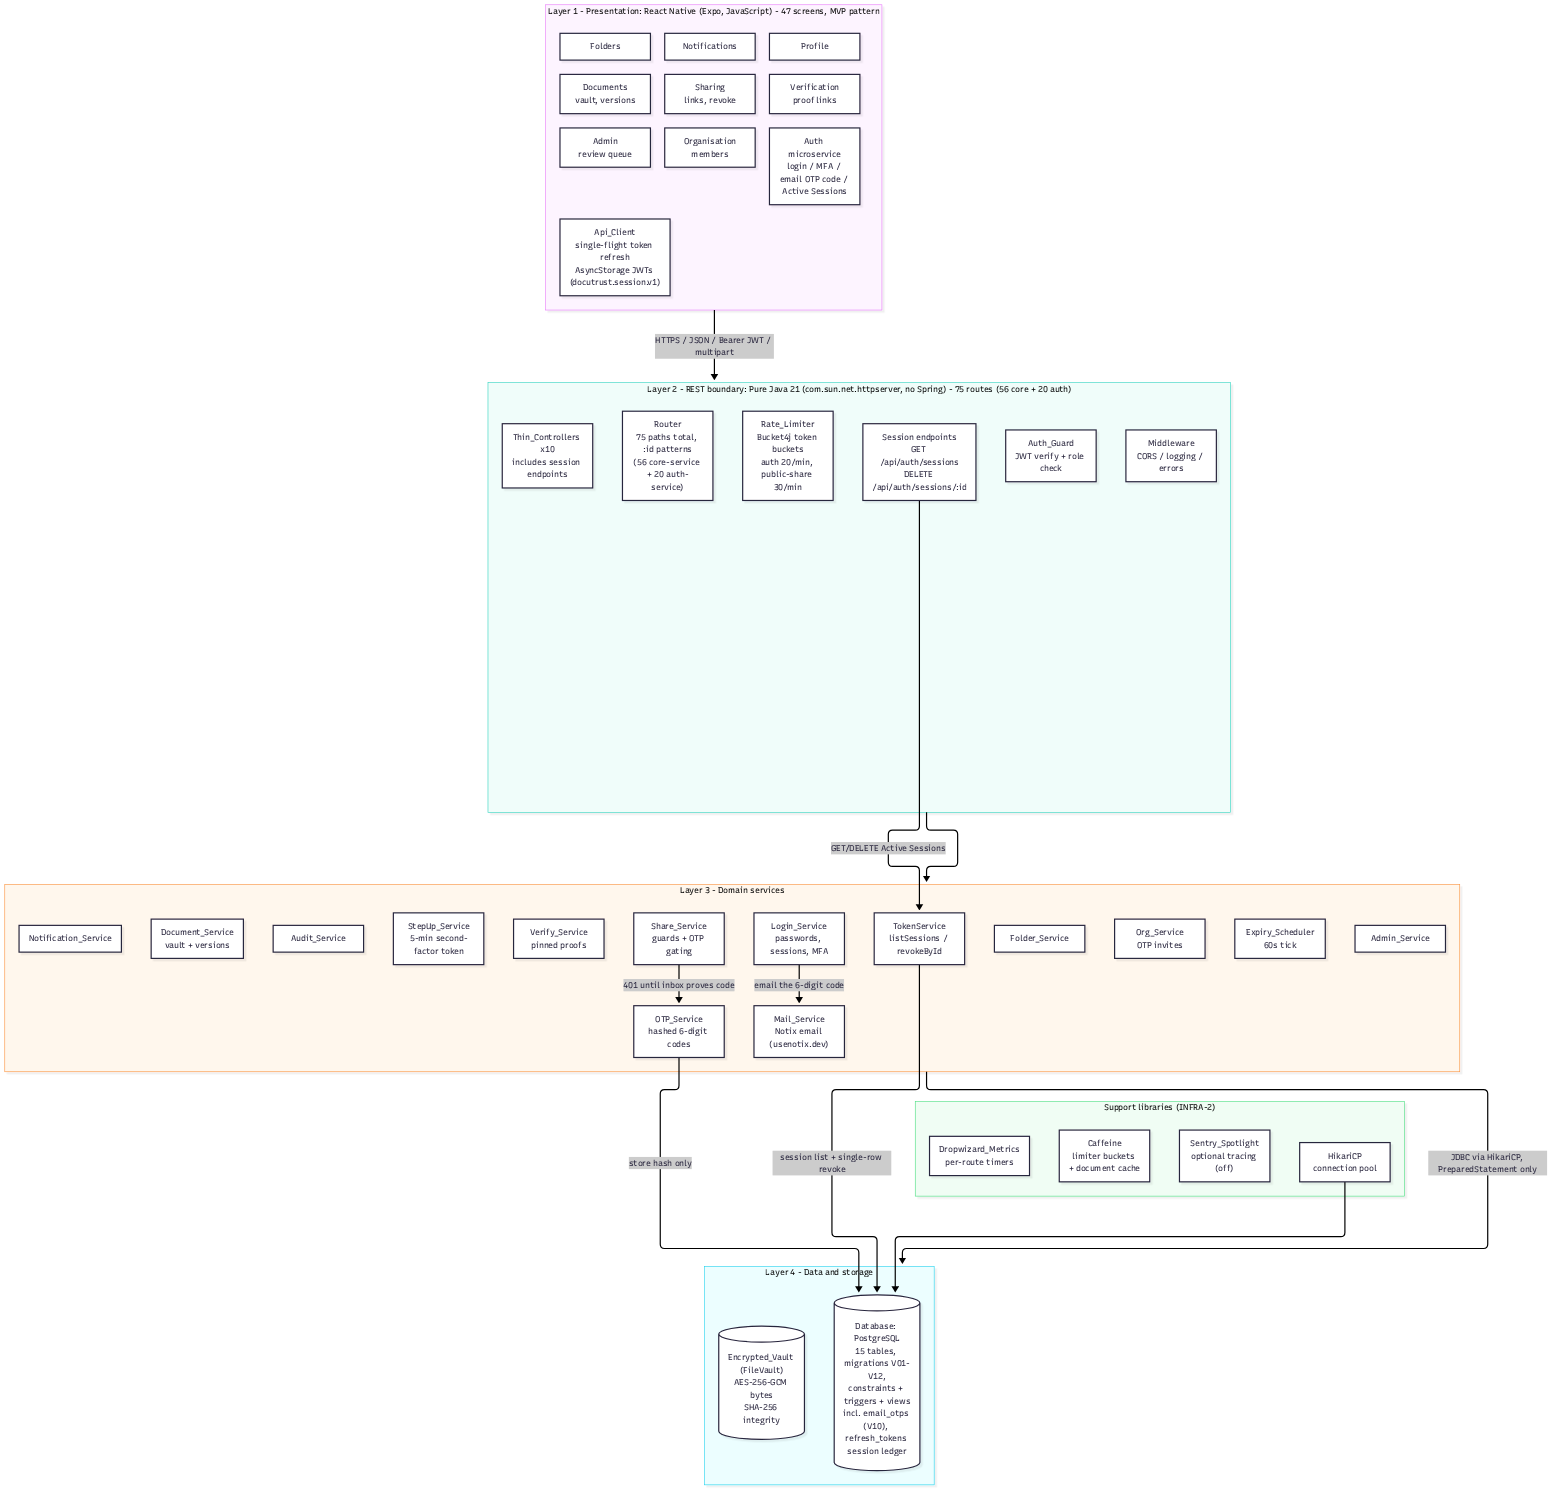 Layer 1 - Presentation: React Native (Expo, JavaScript) - 47 screens, MVP pattern
Folders
Notifications
Profile
Documents
vault, versions
Sharing
links, revoke
Verification
proof links
Admin
review queue
Organisation
members
Auth
microservice
login / MFA /
email OTP code /
Active Sessions
Api_Client
single-flight token
refresh
AsyncStorage JWTs
(docutrust.session.v1)
HTTPS / JSON / Bearer JWT /
multipart
Layer 2 - REST boundary: Pure Java 21 (com.sun.net.httpserver, no Spring) - 75 routes (56 core + 20 auth)
Thin_Controllers
x10
includes session
endpoints
Router
75 paths total,
:id patterns
(56 core-service
+ 20 auth-
service)
Rate_Limiter
Bucket4j token
buckets
auth 20/min,
public-share
30/min
Session endpoints
GET
/api/auth/sessions
DELETE
/api/auth/sessions/:id
Auth_Guard
JWT verify + role
check
Middleware
CORS / logging /
errors
GET/DELETE Active Sessions
Layer 3 - Domain services
Notification_Service
Document_Service
vault + versions
Audit_Service
StepUp_Service
5-min second-
factor token
Verify_Service
pinned proofs
Share_Service
guards + OTP
gating
Login_Service
passwords,
sessions, MFA
TokenService
listSessions /
revokeById
Folder_Service
Org_Service
OTP invites
Expiry_Scheduler
60s tick
Admin_Service
401 until inbox proves code
email the 6-digit code
OTP_Service
hashed 6-digit
codes
Mail_Service
Notix email
(usenotix.dev)
Support libraries (INFRA-2)
Dropwizard_Metrics
per-route timers
Caffeine
limiter buckets
+ document cache
Sentry_Spotlight
optional tracing
(off)
HikariCP
connection pool
store hash only
session list + single-row
revoke
JDBC via HikariCP,
PreparedStatement only
Layer 4 - Data and storage
Encrypted_Vault
(FileVault)
AES-256-GCM
bytes
SHA-256
integrity
Database:
PostgreSQL
15 tables,
migrations V01-
V12,
constraints +
triggers + views
incl. email_otps
(V10),
refresh_tokens
session ledger